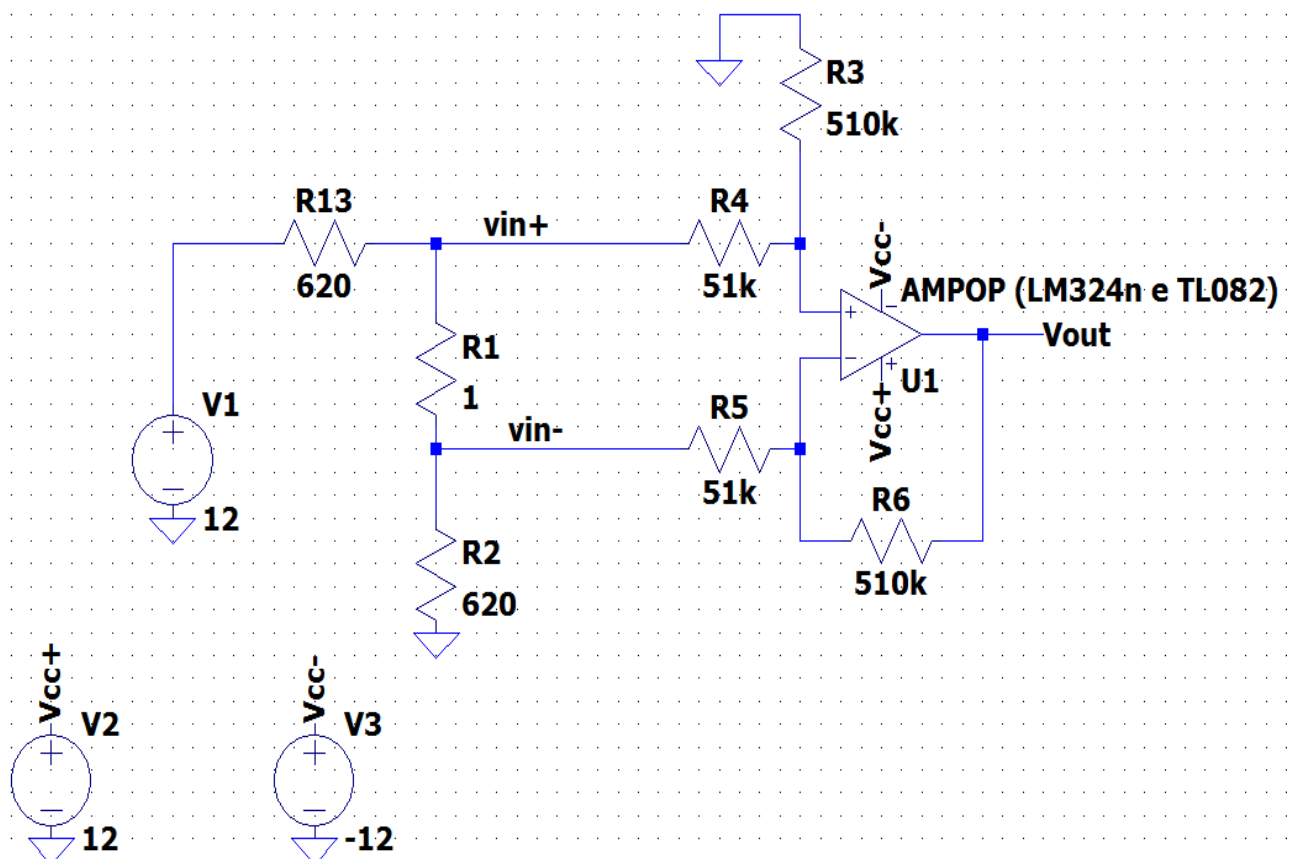 R3
510k
R13
620
vin+
R4
51k
Vcc-
AMPOP (LM324n e TL082)
+
−
−
+
Vout
U1
Vcc+
R1
1
V1
+
−
12
vin-
R5
51k
R6
510k
R2
620
Vcc+
V2
+
−
12
Vcc-
V3
+
−
-12